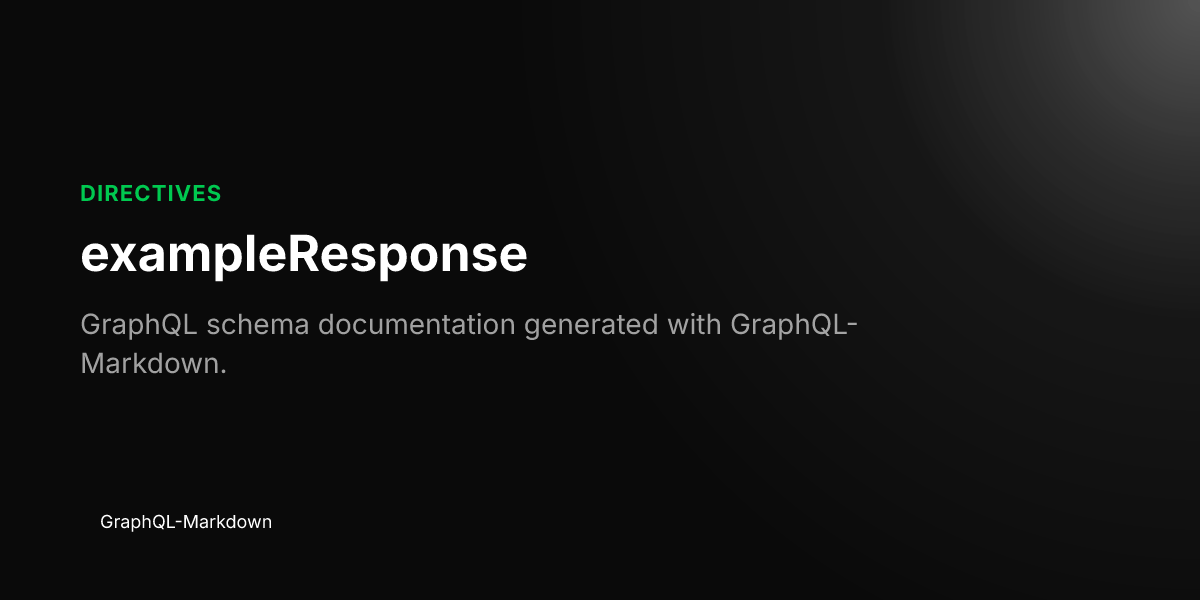 DIRECTIVES
exampleResponse
GraphQL schema documentation generated with GraphQL-
Markdown.
GraphQL-Markdown